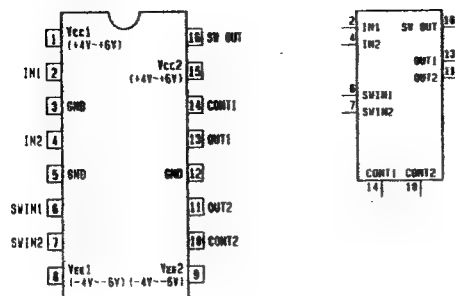 1 Vcc1 16 SW OUT
(+4V~+6V)
IN1 2 Vcc2 15
(+4V~+6V)
3 GND 14 CONT1
IN2 4 13 OUT1
5 GND GND 12
SWIN1 6 11 OUT2
SWIN2 7 10 CONT2
8 VEE1 VEE2 9
(-4V~-6V) (-4V~-6V)
2 IN1 SW OUT 16
4 IN2
OUT1 13
OUT2 11
6 SWIN1
7 SWIN2
CONT1 CONT2
14 10